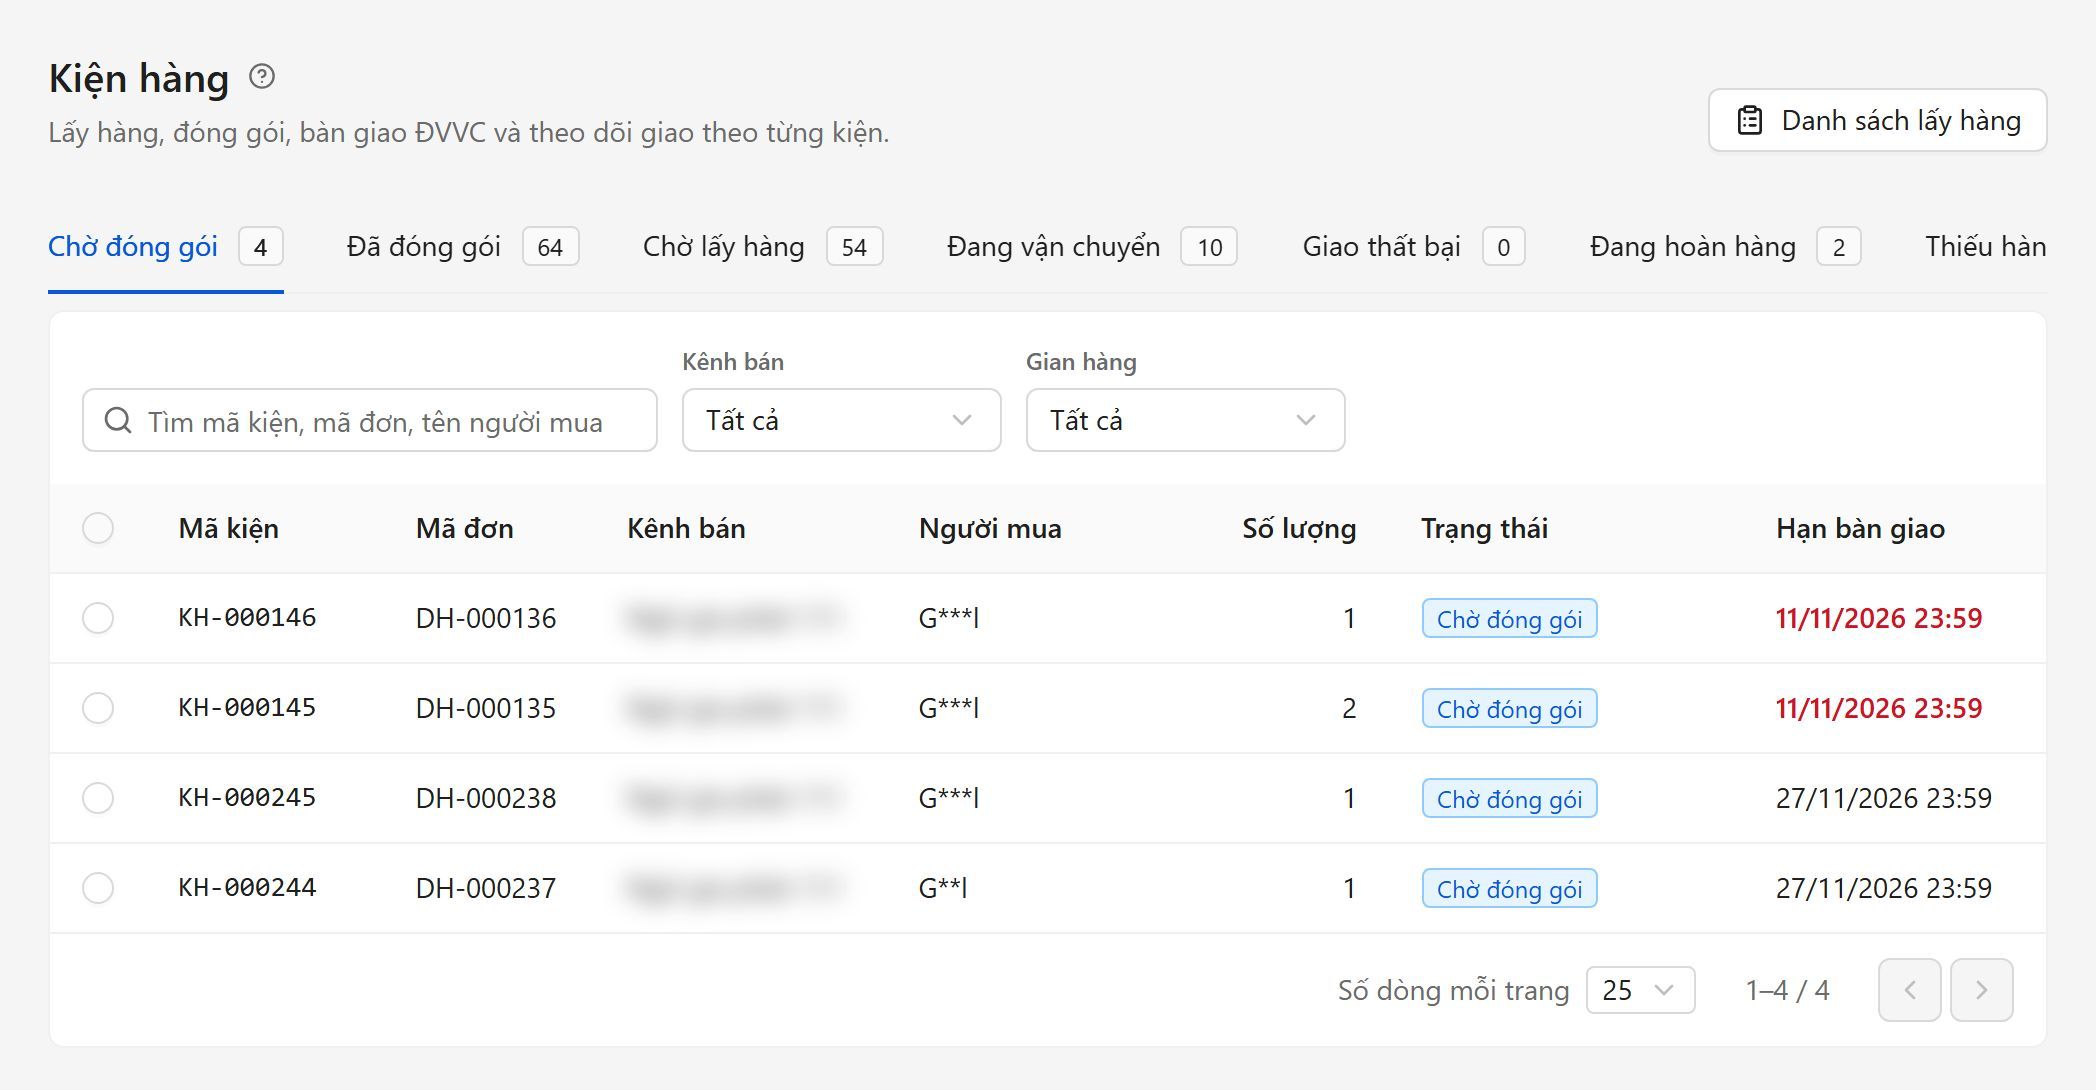 Kiện hàng
Lấy hàng, đóng gói, bàn giao ĐVVC và theo dõi giao theo từng kiện.
Danh sách lấy hàng
Chờ đóng gói 4 Đã đóng gói 64 Chờ lấy hàng 54 Đang vận chuyển 10 Giao thất bại 0 Đang hoàn hàng 2 Thiếu hàn
Kênh bán Gian hàng
Tìm mã kiện, mã đơn, tên người mua Tất cả Tất cả
Mã kiện Mã đơn Kênh bán Người mua Số lượng Trạng thái Hạn bàn giao
KH-000146 DH-000136 G***l 1 Chờ đóng gói 11/11/2026 23:59
KH-000145 DH-000135 G***l 2 Chờ đóng gói 11/11/2026 23:59
KH-000245 DH-000238 G***l 1 Chờ đóng gói 27/11/2026 23:59
KH-000244 DH-000237 G**l 1 Chờ đóng gói 27/11/2026 23:59
Số dòng mỗi trang 25 1–4 / 4